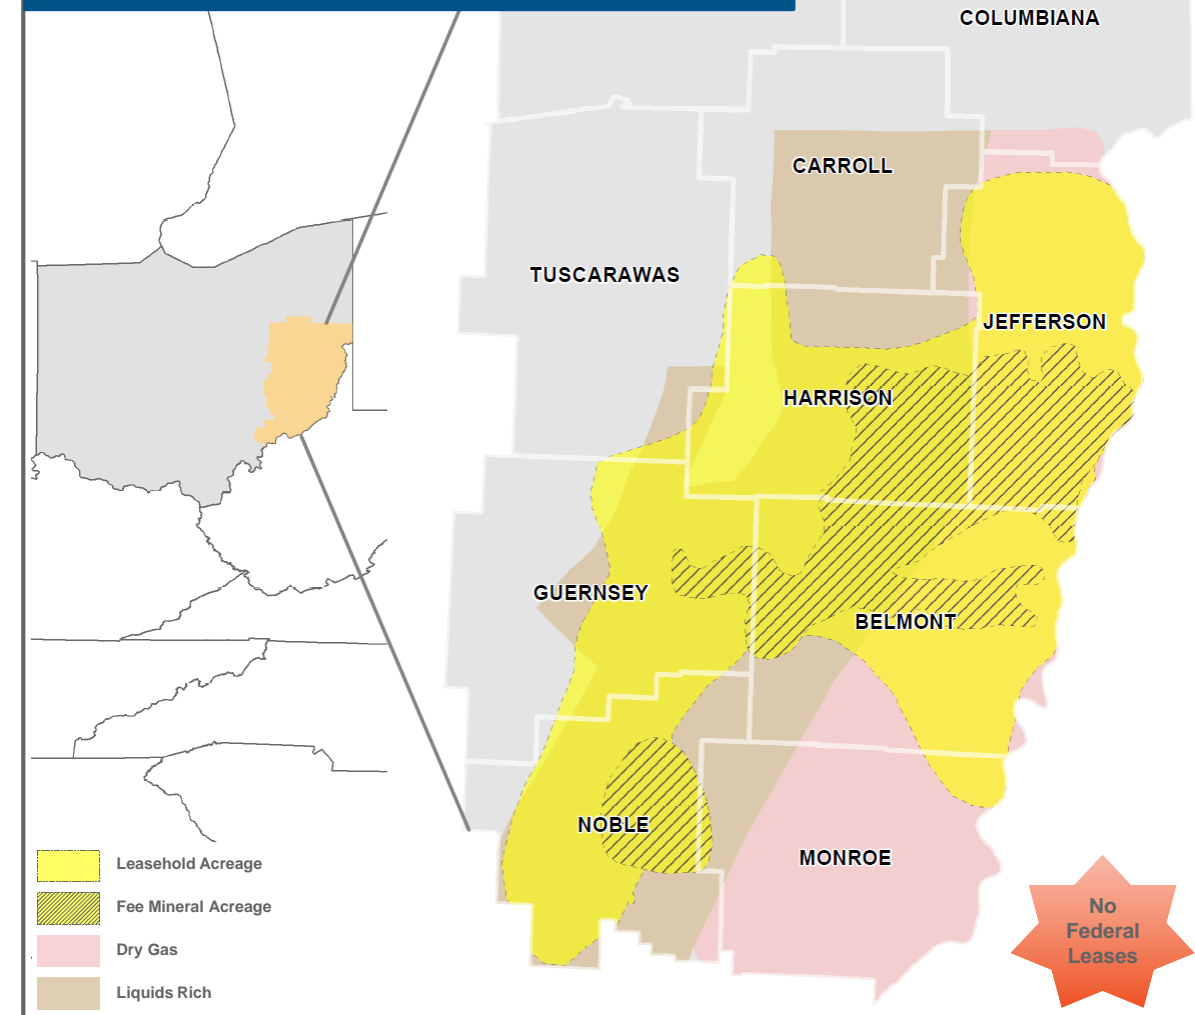 COLUMBIANA
CARROLL
TUSCARAWAS
JEFFERSON
HARRISON
GUERNSEY
BELMONT
NOBLE
MONROE
Leasehold Acreage
Fee Mineral Acreage
Dry Gas
Liquids Rich
No
Federal
Leases